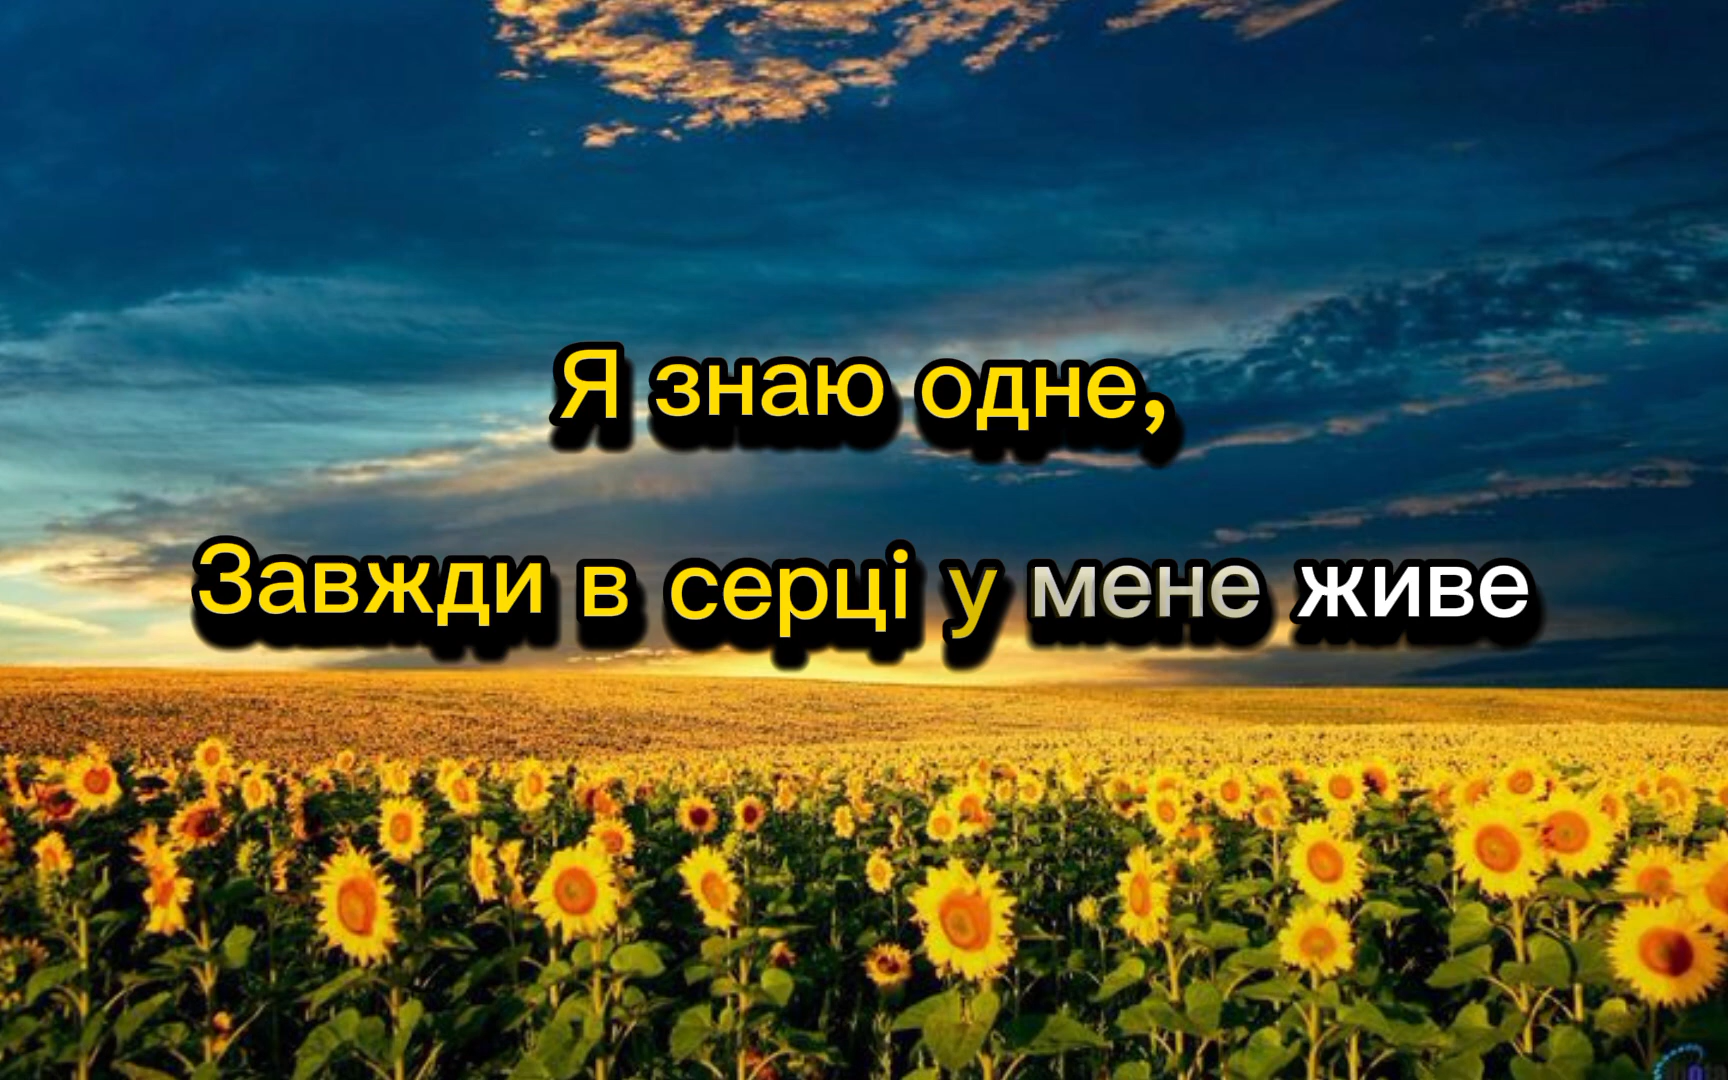 Я знаю одне,
Завжди в серці у мене живе